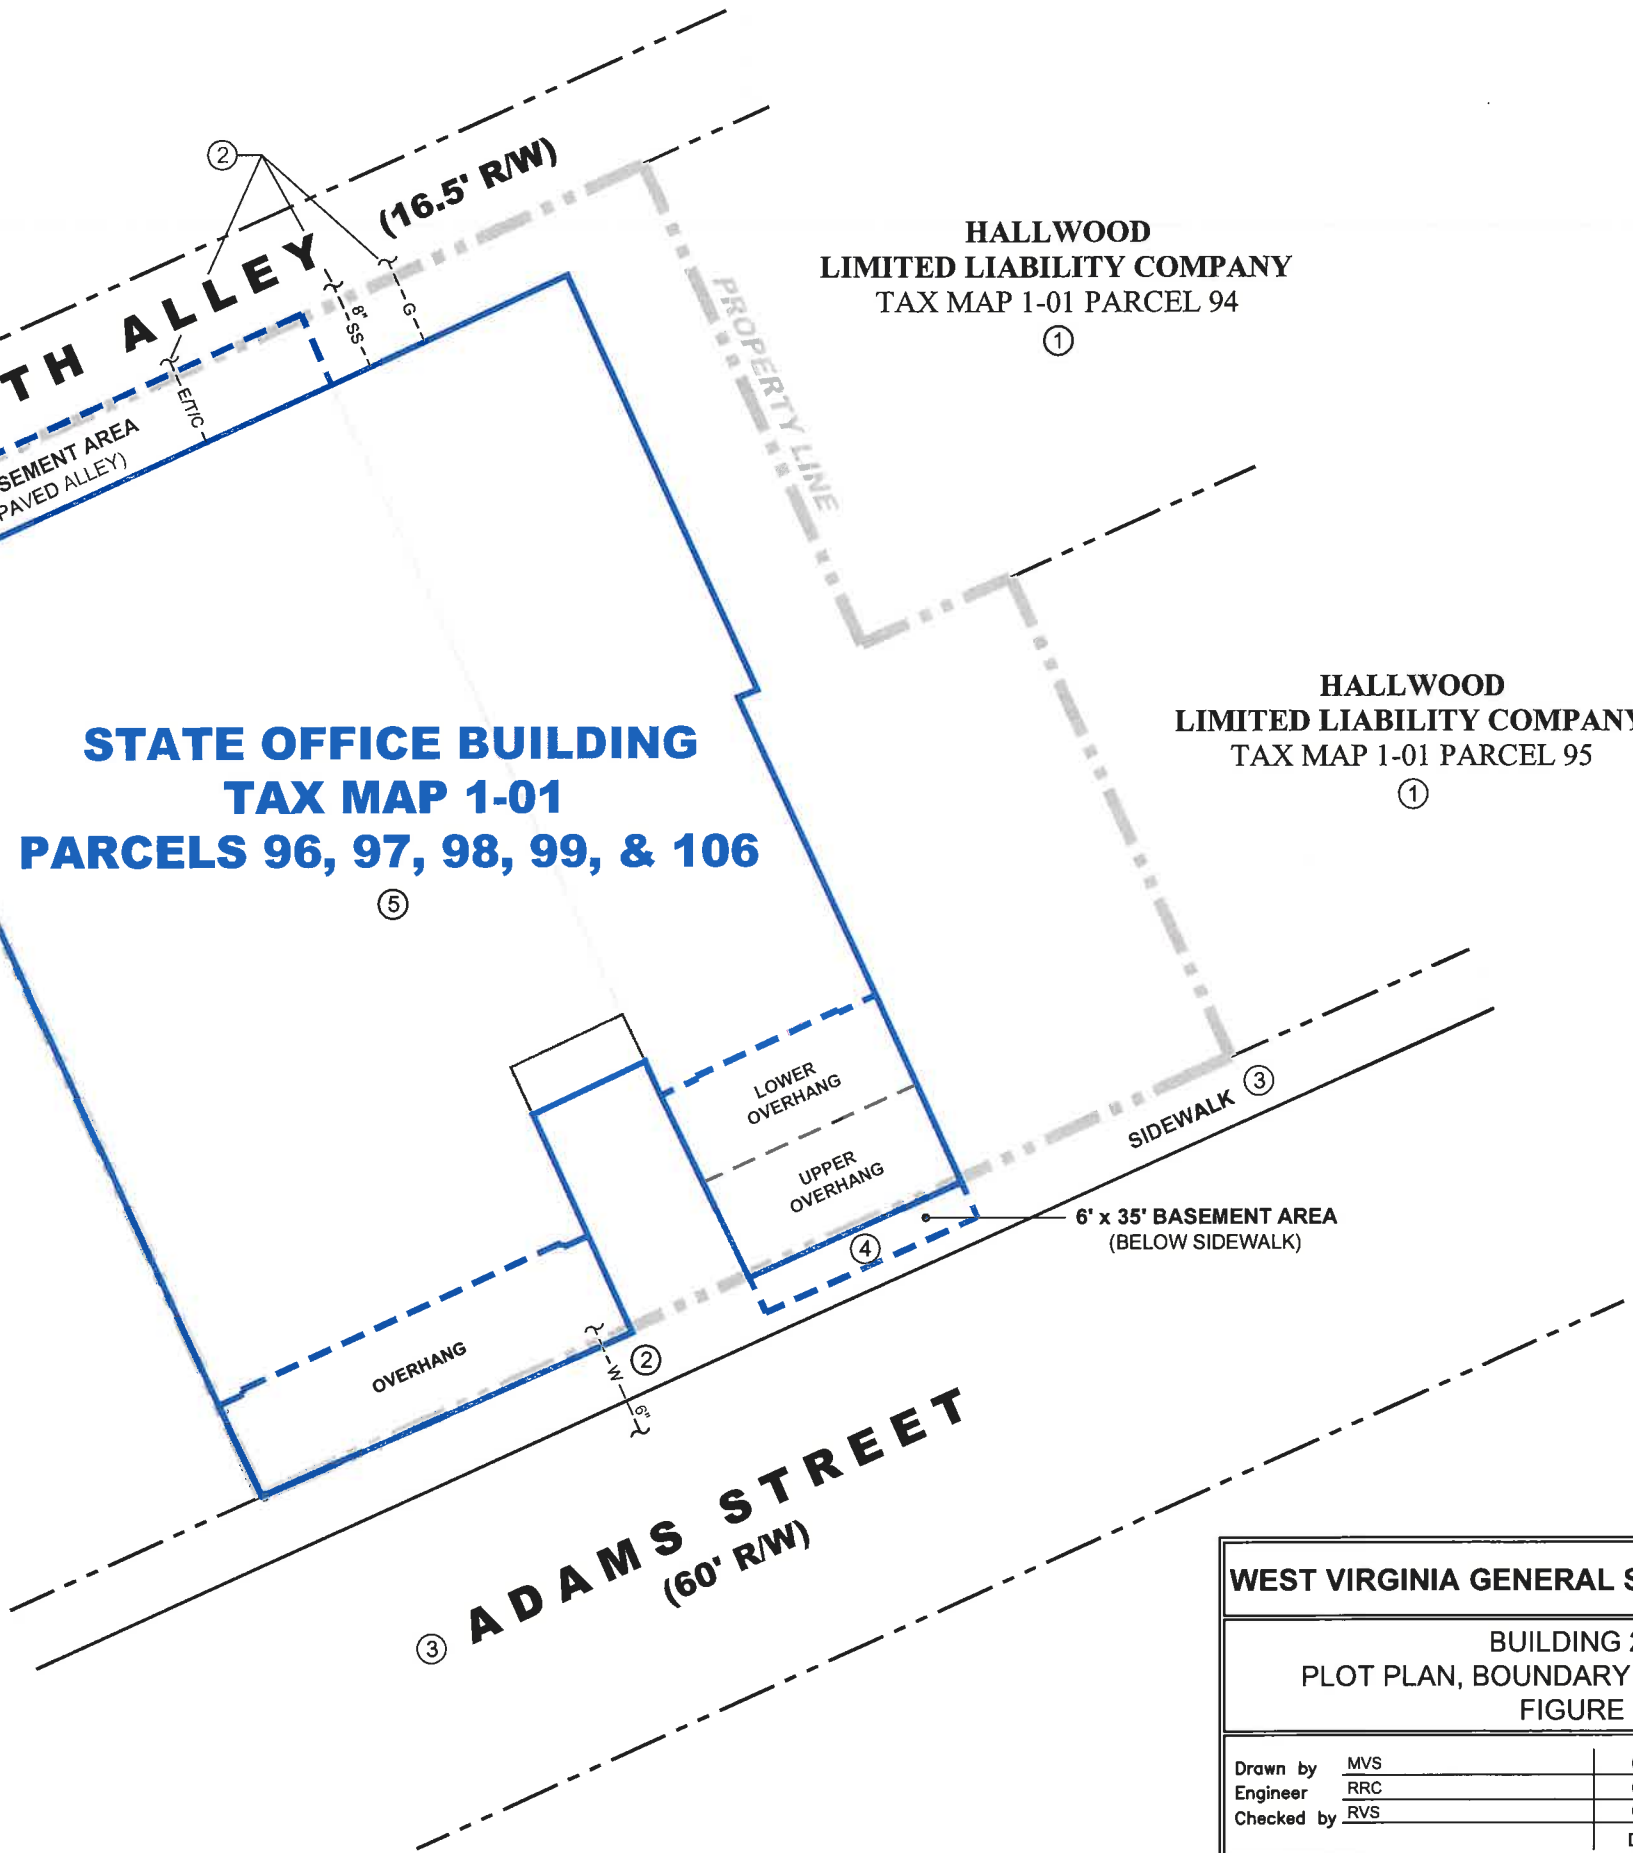 ②
(16.5' R/W)
TH ALLEY
8" SS
G
E/T/C
SEMENT AREA
PAVED ALLEY)
PROPERTY LINE
HALLWOOD
LIMITED LIABILITY COMPANY
TAX MAP 1-01 PARCEL 94
①
HALLWOOD
LIMITED LIABILITY COMPANY
TAX MAP 1-01 PARCEL 95
①
STATE OFFICE BUILDING
TAX MAP 1-01
PARCELS 96, 97, 98, 99, & 106
⑤
LOWER
OVERHANG
UPPER
OVERHANG
SIDEWALK
③
6' x 35' BASEMENT AREA
(BELOW SIDEWALK)
④
OVERHANG
②
W
6"
ADAMS STREET
(60' R/W)
③
WEST VIRGINIA GENERAL S
BUILDING 2
PLOT PLAN, BOUNDARY
FIGURE
Drawn by MVS
Engineer RRC
Checked by RVS